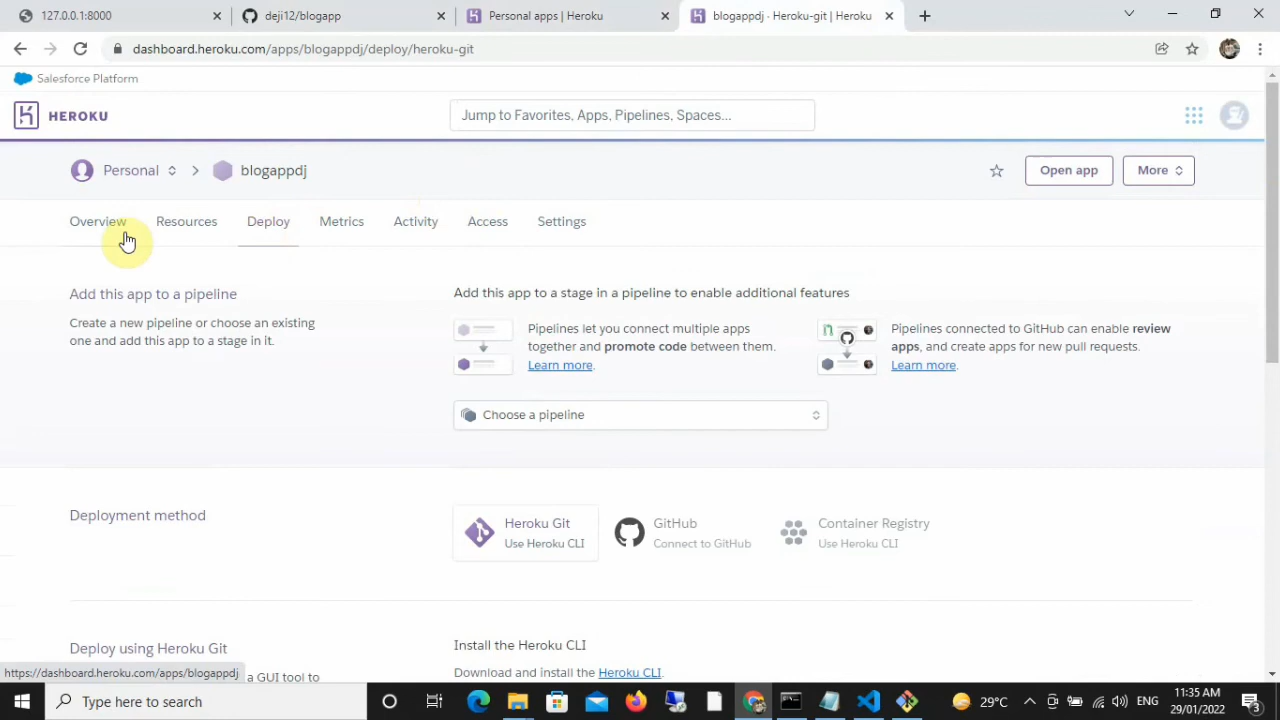 127.0.0.1:8000
deji12/blogapp
Personal apps | Heroku
blogappdj · Heroku-git | Heroku
dashboard.heroku.com/apps/blogappdj/deploy/heroku-git
Salesforce Platform
HEROKU
Jump to Favorites, Apps, Pipelines, Spaces...
Personal
blogappdj
Open app
More
Overview
Resources
Deploy
Metrics
Activity
Access
Settings
Add this app to a pipeline
Create a new pipeline or choose an existing
one and add this app to a stage in it.
Add this app to a stage in a pipeline to enable additional features
Pipelines let you connect multiple apps
together and promote code between them.
Learn more.
Pipelines connected to GitHub can enable review
apps, and create apps for new pull requests.
Learn more.
Choose a pipeline
Deployment method
Heroku Git
Use Heroku CLI
GitHub
Connect to GitHub
Container Registry
Use Heroku CLI
Deploy using Heroku Git
a GUI tool to
Install the Heroku CLI
Download and install the Heroku CLI.
https://dashboard.heroku.com/apps/blogappdj
Type here to search
29°C
ENG
11:35 AM
29/01/2022
3